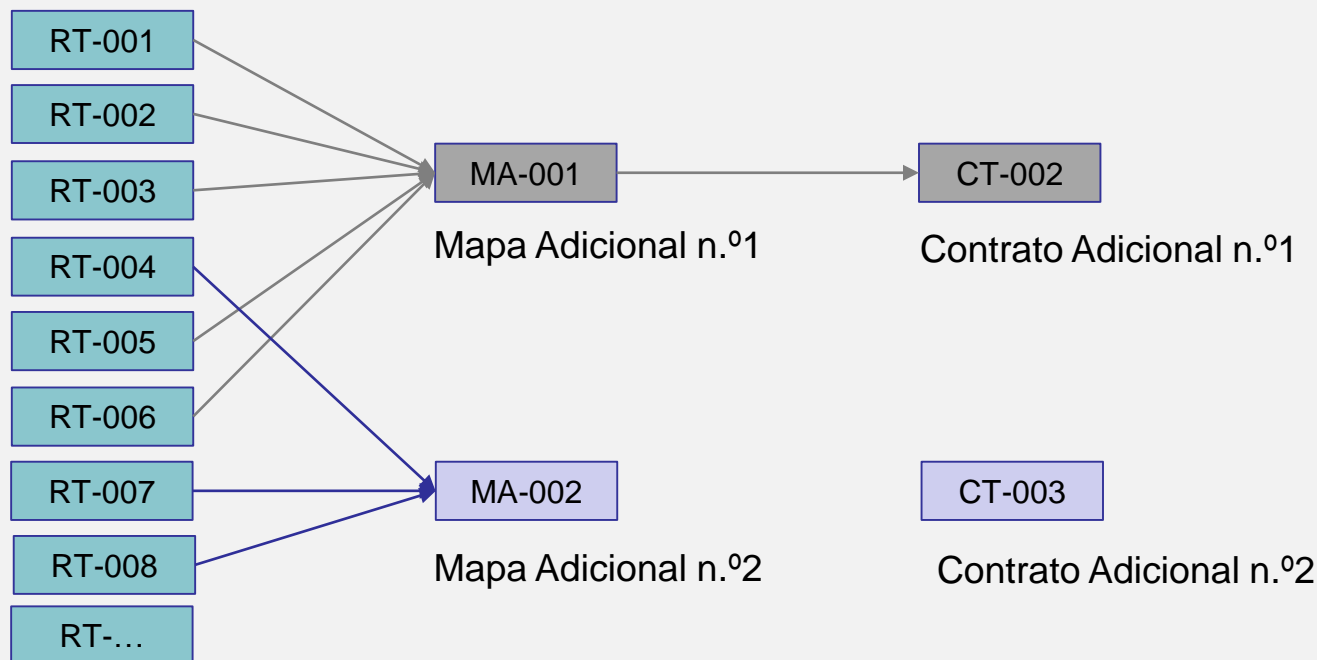 RT-001
RT-002
RT-003
RT-004
RT-005
RT-006
RT-007
RT-008
RT-...
MA-001
Mapa Adicional n.º1
MA-002
Mapa Adicional n.º2
CT-002
Contrato Adicional n.º1
CT-003
Contrato Adicional n.º2